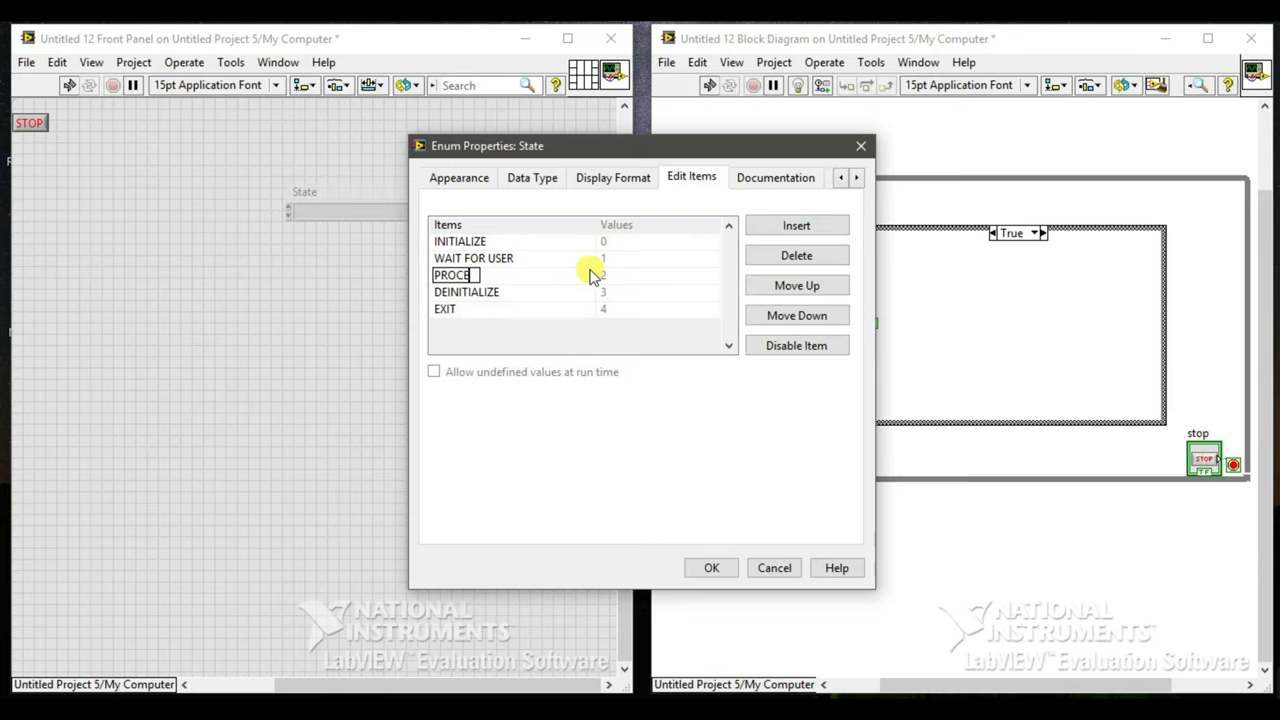 Untitled 12 Front Panel on Untitled Project 5/My Computer *
File Edit View Project Operate Tools Window Help
15pt Application Font
Search
STOP
State
Untitled Project 5/My Computer
NATIONAL INSTRUMENTS
LabVIEW™ Evaluation Software
Enum Properties: State
Appearance Data Type Display Format Edit Items Documentation
Items Values
INITIALIZE 0
WAIT FOR USER 1
PROCE 2
DEINITIALIZE 3
EXIT 4
Insert
Delete
Move Up
Move Down
Disable Item
Allow undefined values at run time
OK Cancel Help
Untitled 12 Block Diagram on Untitled Project 5/My Computer *
File Edit View Project Operate Tools Window Help
15pt Application Font
True
stop
STOP
TF
NATIONAL INSTRUMENTS
LabVIEW™ Evaluation Software
Untitled Project 5/My Computer